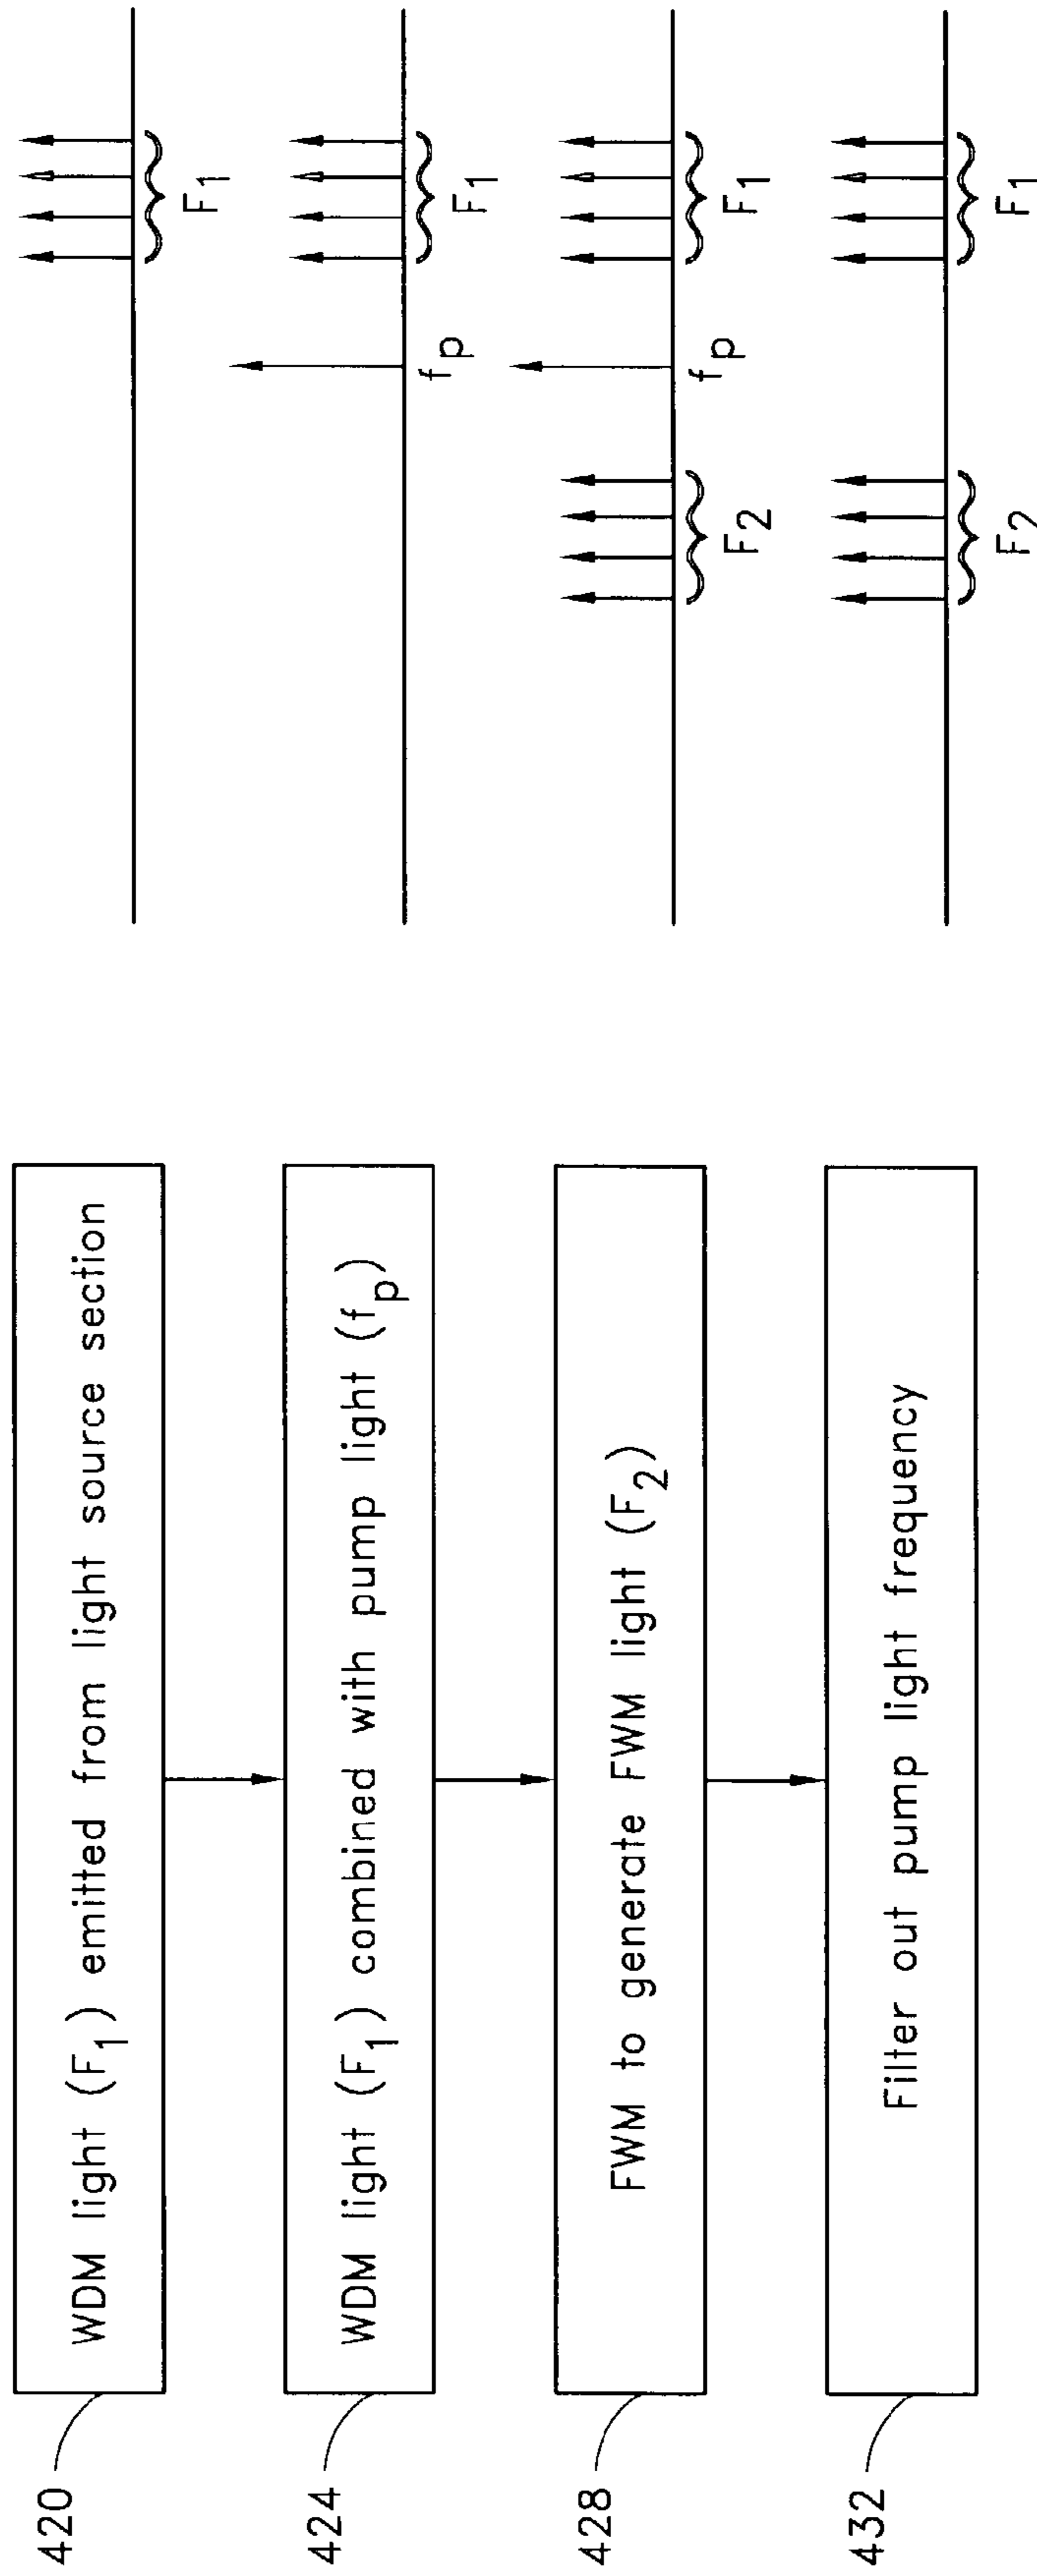 420
WDM light (F1) emitted from light source section
F1
424
WDM light (F1) combined with pump light (fp)
fp
F1
428
FWM to generate FWM light (F2)
F2
fp
F1
432
Filter out pump light frequency
F2
F1